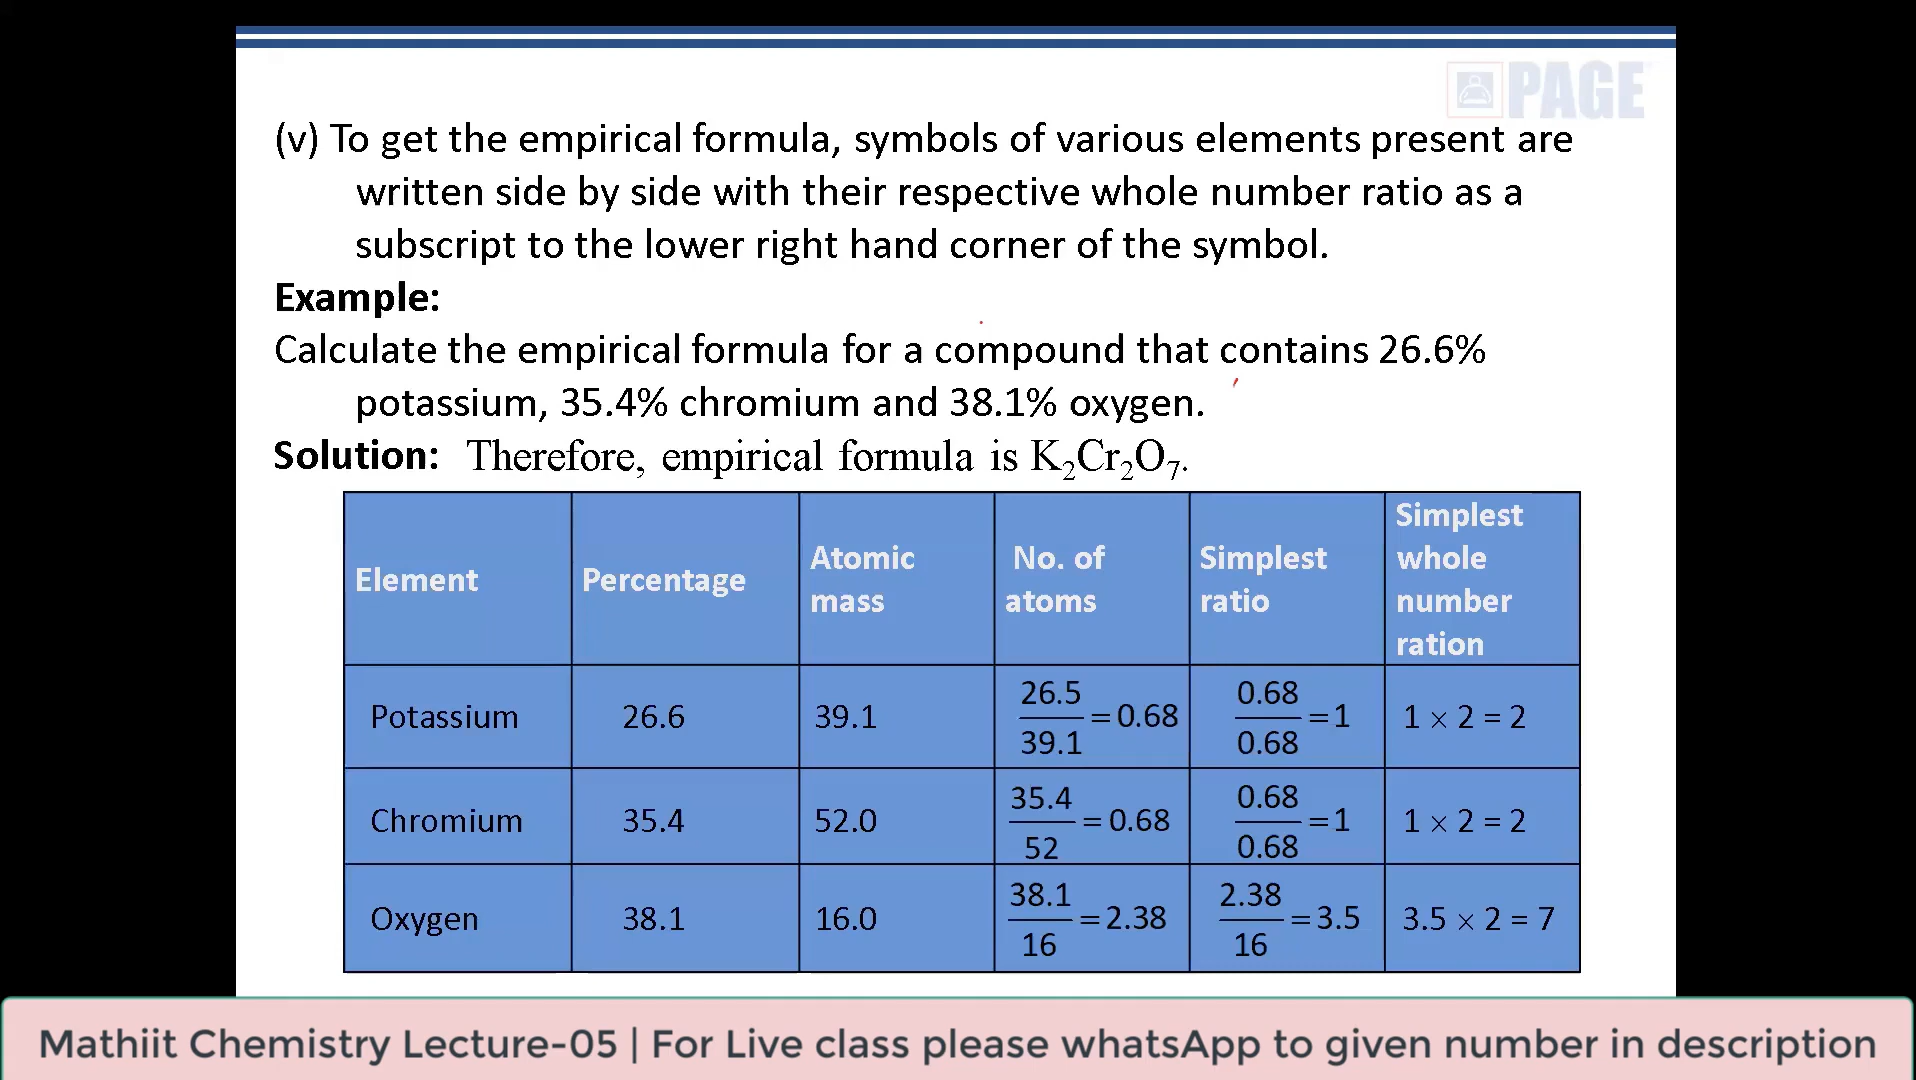 PAGE
(v) To get the empirical formula, symbols of various elements present are
written side by side with their respective whole number ratio as a
subscript to the lower right hand corner of the symbol.
Example:
Calculate the empirical formula for a compound that contains 26.6%
potassium, 35.4% chromium and 38.1% oxygen.
Solution: Therefore, empirical formula is K₂Cr₂O₇.
Element Percentage Atomic mass No. of atoms Simplest ratio Simplest whole number ration
Potassium 26.6 39.1 26.5/39.1 = 0.68 0.68/0.68 = 1 1 × 2 = 2
Chromium 35.4 52.0 35.4/52 = 0.68 0.68/0.68 = 1 1 × 2 = 2
Oxygen 38.1 16.0 38.1/16 = 2.38 2.38/16 = 3.5 3.5 × 2 = 7
Mathiit Chemistry Lecture-05 | For Live class please whatsApp to given number in description